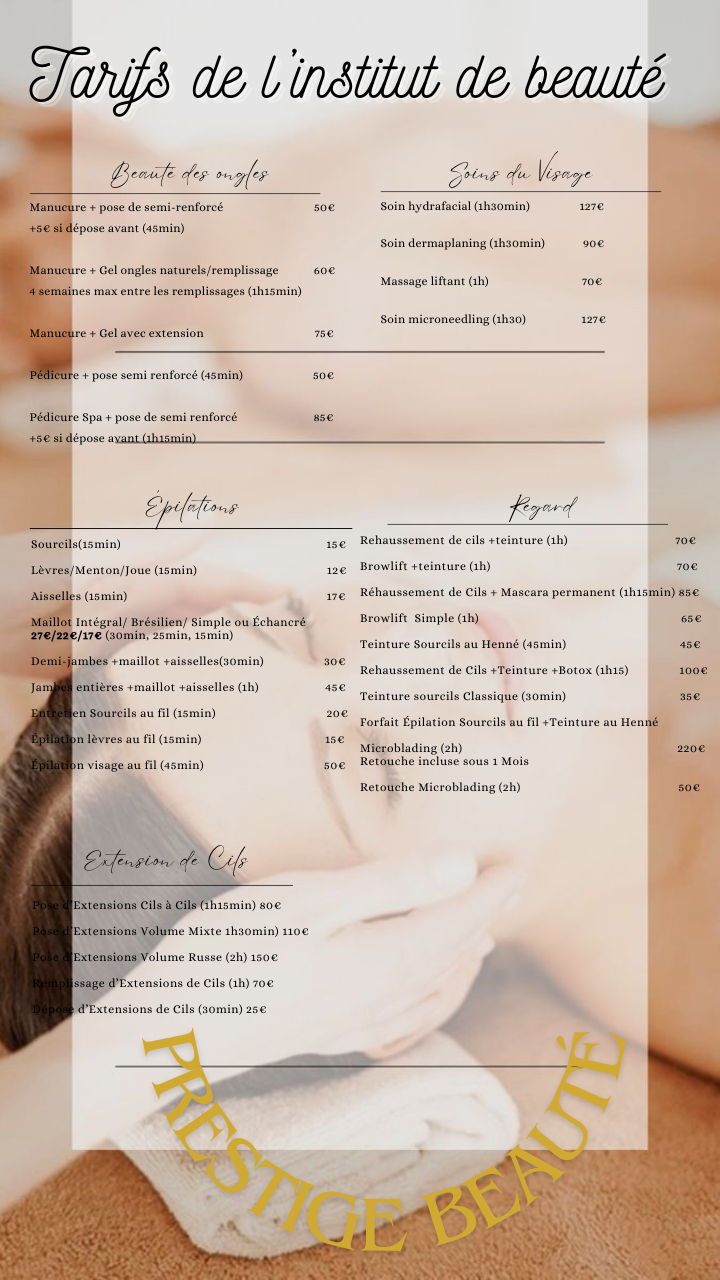 Tarifs de l'institut de beauté
Beaute des ongles
Manucure + pose de semi-renforcé 50€
+5€ si dépose avant (45min)
Manucure + Gel ongles naturels/remplissage 60€
4 semaines max entre les remplissages (1h15min)
Manucure + Gel avec extension 75€
Pédicure + pose semi renforcé (45min) 50€
Pédicure Spa + pose de semi renforcé 85€
+5€ si dépose avant (1h15min)
Soins du Visage
Soin hydrafacial (1h30min) 127€
Soin dermaplaning (1h30min) 90€
Massage liftant (1h) 70€
Soin microneedling (1h30) 127€
Épilations
Sourcils(15min) 15€
Lèvres/Menton/Joue (15min) 12€
Aisselles (15min) 17€
Maillot Intégral/ Brésilien/ Simple ou Échancré
27€/22€/17€ (30min, 25min, 15min)
Demi-jambes +maillot +aisselles(30min) 30€
Jambes entières +maillot +aisselles (1h) 45€
Entretien Sourcils au fil (15min) 20€
Épilation lèvres au fil (15min) 15€
Épilation visage au fil (45min) 50€
Regard
Rehaussement de cils +teinture (1h) 70€
Browlift +teinture (1h) 70€
Réhaussement de Cils + Mascara permanent (1h15min) 85€
Browlift Simple (1h) 65€
Teinture Sourcils au Henné (45min) 45€
Rehaussement de Cils +Teinture +Botox (1h15) 100€
Teinture sourcils Classique (30min) 35€
Forfait Épilation Sourcils au fil +Teinture au Henné
Microblading (2h) 220€
Retouche incluse sous 1 Mois
Retouche Microblading (2h) 50€
Extension de Cils
Pose d'Extensions Cils à Cils (1h15min) 80€
Pose d'Extensions Volume Mixte 1h30min) 110€
Pose d'Extensions Volume Russe (2h) 150€
Remplissage d'Extensions de Cils (1h) 70€
Dépose d'Extensions de Cils (30min) 25€
PRESTIGE BEAUTÉ